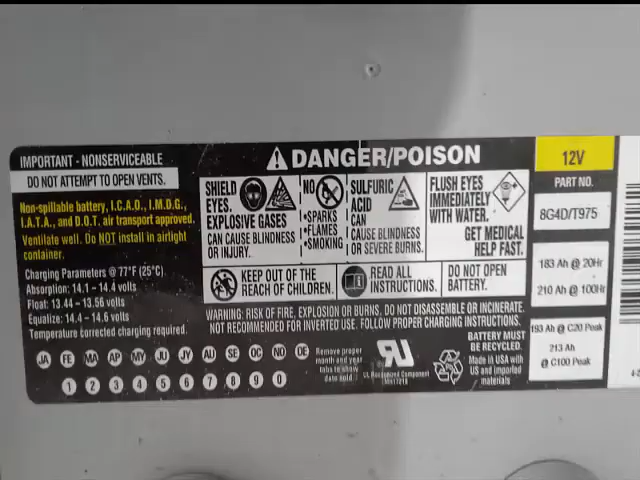 IMPORTANT - NONSERVICEABLE
DO NOT ATTEMPT TO OPEN VENTS.
Non-spillable battery, I.C.A.O., I.M.D.G.,
I.A.T.A., and D.O.T. air transport approved.
Ventilate well. Do NOT install in airtight
container.
Charging Parameters @ 77°F (25°C)
Absorption: 14.1 - 14.4 volts
Float: 13.44 - 13.56 volts
Equalize: 14.4 - 14.6 volts
Temperature corrected charging required.
JA FE MA AP MY JU JY AU SE OC NO DE
1 2 3 4 5 6 7 8 9 0
DANGER/POISON
SHIELD
EYES.
EXPLOSIVE GASES
CAN CAUSE BLINDNESS
OR INJURY.
NO
•SPARKS
•FLAMES
•SMOKING
SULFURIC
ACID
CAN
CAUSE BLINDNESS
OR SEVERE BURNS.
FLUSH EYES
IMMEDIATELY
WITH WATER.
GET MEDICAL
HELP FAST.
KEEP OUT OF THE
REACH OF CHILDREN.
READ ALL
INSTRUCTIONS.
DO NOT OPEN
BATTERY.
WARNING: RISK OF FIRE, EXPLOSION OR BURNS. DO NOT DISASSEMBLE OR INCINERATE.
NOT RECOMMENDED FOR INVERTED USE. FOLLOW PROPER CHARGING INSTRUCTIONS.
Remove proper
month and year
tabs to show
date sold
RU
UL Recognized Component
BATTERY MUST
BE RECYCLED.
Made in USA with
US and imported
materials
12V
PART NO.
8G4D/T975
183 Ah @ 20Hr
210 Ah @ 100Hr
193 Ah @ C20 Peak
213 Ah
@ C100 Peak